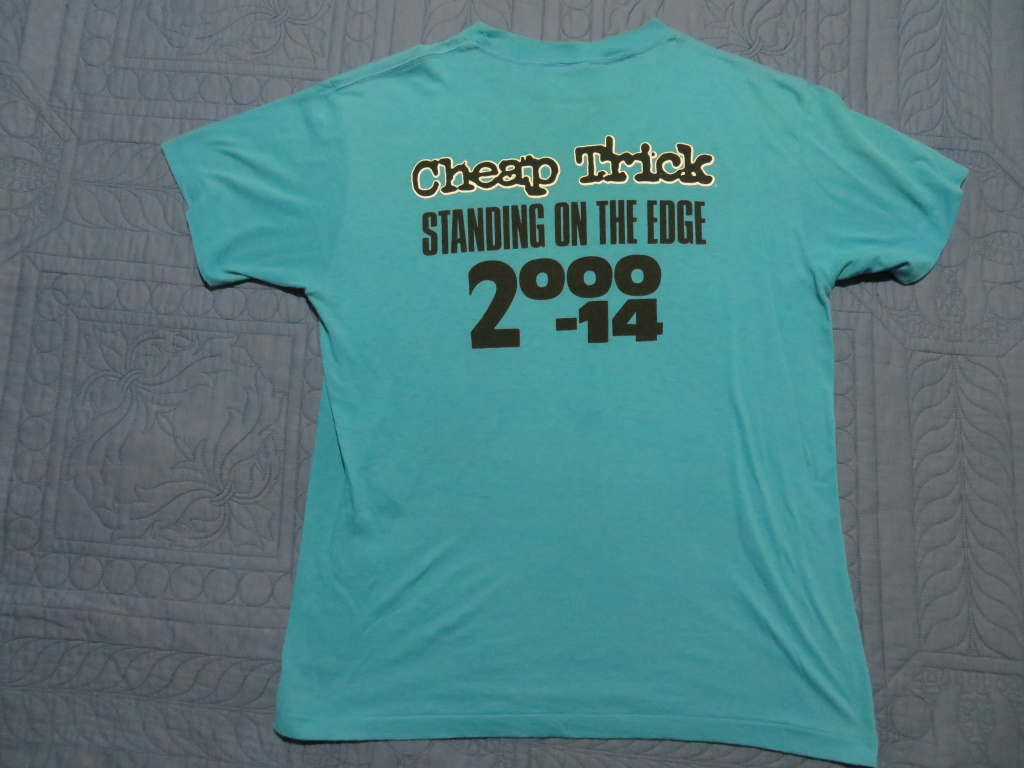 Cheap Trick
STANDING ON THE EDGE
2000
-14